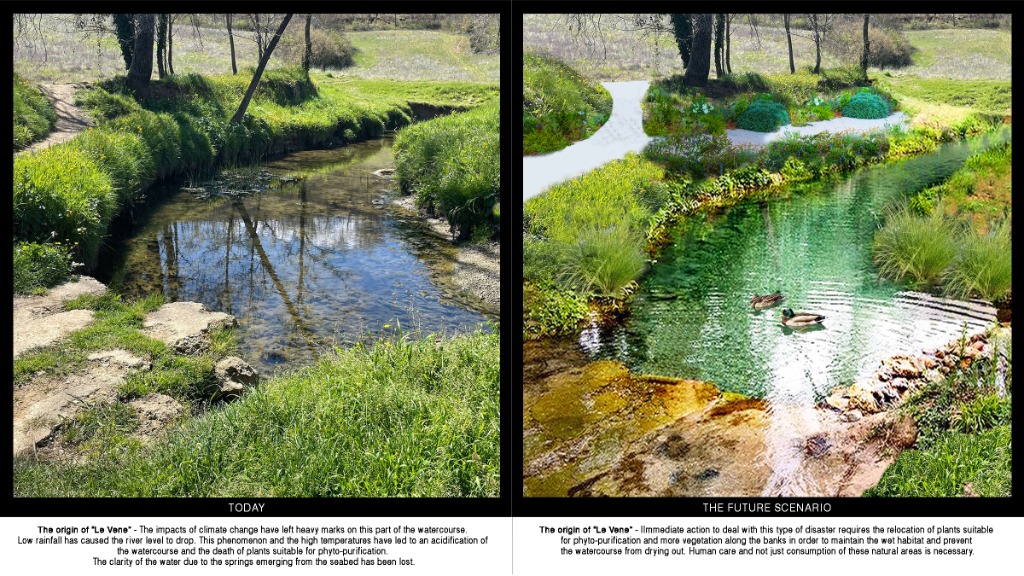 TODAY
The origin of "Le Vene" - The impacts of climate change have left heavy marks on this part of the watercourse.
Low rainfall has caused the river level to drop. This phenomenon and the high temperatures have led to an acidification of
the watercourse and the death of plants suitable for phyto-purification.
The clarity of the water due to the springs emerging from the seabed has been lost.
THE FUTURE SCENARIO
The origin of "Le Vene" - IImmediate action to deal with this type of disaster requires the relocation of plants suitable
for phyto-purification and more vegetation along the banks in order to maintain the wet habitat and prevent
the watercourse from drying out. Human care and not just consumption of these natural areas is necessary.